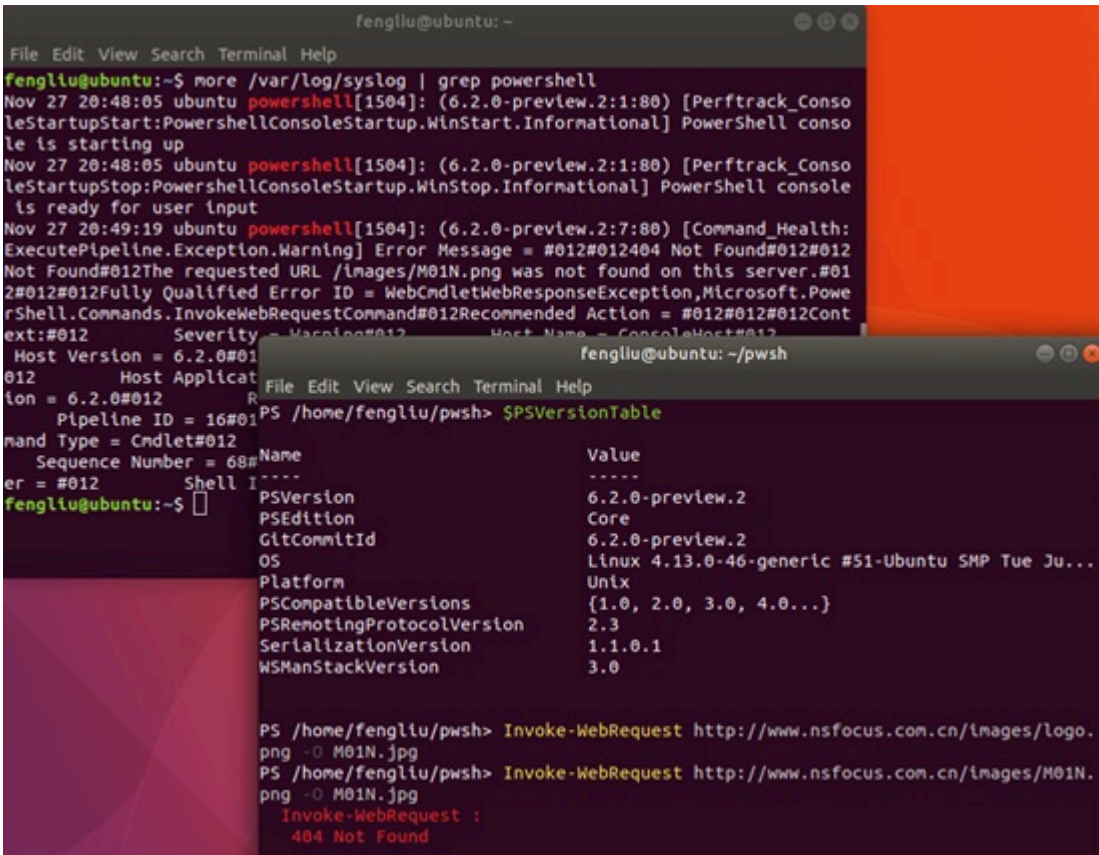 fengliu@ubuntu: ~
File Edit View Search Terminal Help
fengliu@ubuntu:~$ more /var/log/syslog | grep powershell
Nov 27 20:48:05 ubuntu powershell[1504]: (6.2.0-preview.2:1:80) [Perftrack_Conso
leStartupStart:PowershellConsoleStartup.WinStart.Informational] PowerShell conso
le is starting up
Nov 27 20:48:05 ubuntu powershell[1504]: (6.2.0-preview.2:1:80) [Perftrack_Conso
leStartupStop:PowershellConsoleStartup.WinStop.Informational] PowerShell console
 is ready for user input
Nov 27 20:49:19 ubuntu powershell[1504]: (6.2.0-preview.2:7:80) [Command_Health:
ExecutePipeline.Exception.Warning] Error Message = #012#012404 Not Found#012#012
Not Found#012The requested URL /images/M01N.png was not found on this server.#01
2#012#012Fully Qualified Error ID = WebCmdletWebResponseException,Microsoft.Powe
rShell.Commands.InvokeWebRequestCommand#012Recommended Action = #012#012#012Cont
ext:#012 Severity = Warning#012 Host Name = ConsoleHost#012
 Host Version = 6.2.0#01
012 Host Applicat
ion = 6.2.0#012 R
Pipeline ID = 16#01
mand Type = Cmdlet#012
Sequence Number = 68#
er = #012 Shell I
fengliu@ubuntu:~$
fengliu@ubuntu: ~/pwsh
File Edit View Search Terminal Help
PS /home/fengliu/pwsh> $PSVersionTable
Name Value
---- -----
PSVersion 6.2.0-preview.2
PSEdition Core
GitCommitId 6.2.0-preview.2
OS Linux 4.13.0-46-generic #51-Ubuntu SMP Tue Ju...
Platform Unix
PSCompatibleVersions {1.0, 2.0, 3.0, 4.0...}
PSRemotingProtocolVersion 2.3
SerializationVersion 1.1.0.1
WSManStackVersion 3.0
PS /home/fengliu/pwsh> Invoke-WebRequest http://www.nsfocus.com.cn/images/logo.
png -O M01N.jpg
PS /home/fengliu/pwsh> Invoke-WebRequest http://www.nsfocus.com.cn/images/M01N.
png -O M01N.jpg
Invoke-WebRequest :
404 Not Found